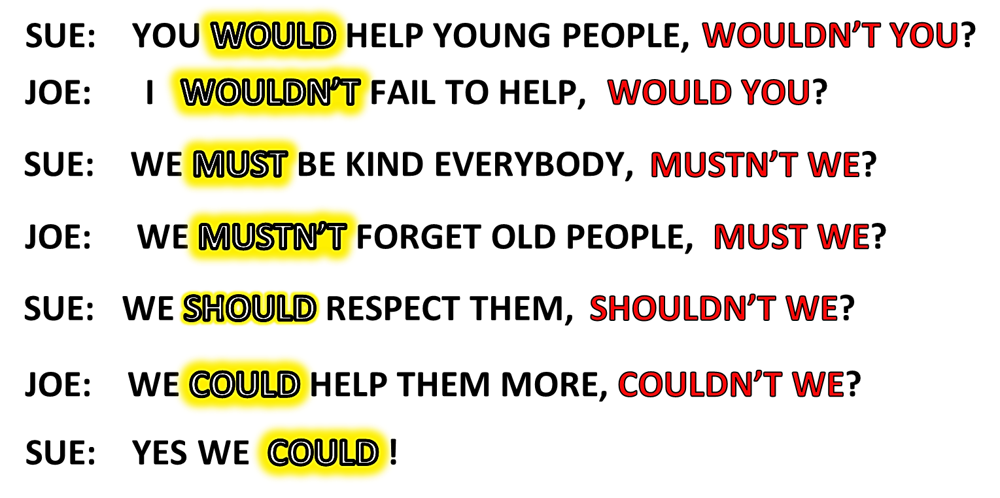 SUE: YOU WOULD HELP YOUNG PEOPLE, WOULDN’T YOU?
JOE: I WOULDN’T FAIL TO HELP, WOULD YOU?
SUE: WE MUST BE KIND EVERYBODY, MUSTN’T WE?
JOE: WE MUSTN’T FORGET OLD PEOPLE, MUST WE?
SUE: WE SHOULD RESPECT THEM, SHOULDN’T WE?
JOE: WE COULD HELP THEM MORE, COULDN’T WE?
SUE: YES WE COULD !